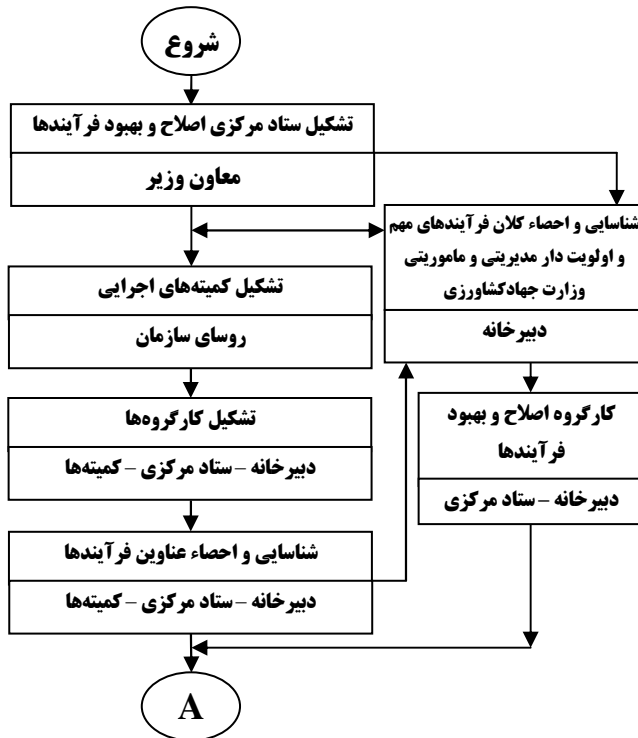 شروع
تشکیل ستاد مرکزی اصلاح و بهبود فرآیندها
معاون وزیر
شناسایی و احصاء کلان فرآیندهای مهم
و اولویت دار مدیریتی و ماموریتی
وزارت جهادکشاورزی
دبیرخانه
تشکیل کمیته‌های اجرایی
روسای سازمان
تشکیل کارگروه‌ها
دبیرخانه – ستاد مرکزی – کمیته‌ها
کارگروه اصلاح و بهبود
فرآیندها
دبیرخانه – ستاد مرکزی
شناسایی و احصاء عناوین فرآیندها
دبیرخانه – ستاد مرکزی – کمیته‌ها
A